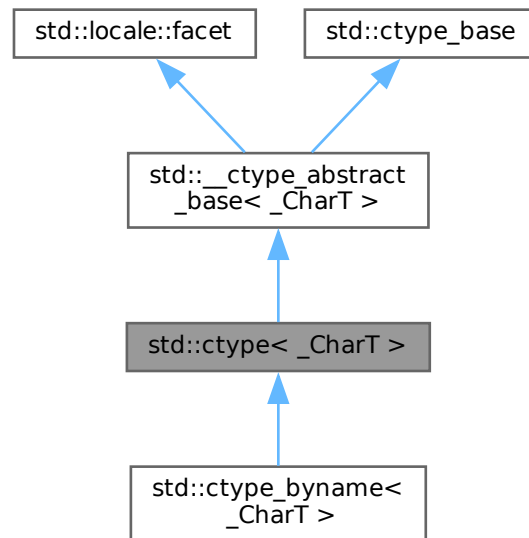 std::locale::facet
std::ctype_base
std::__ctype_abstract
_base< _CharT >
std::ctype< _CharT >
std::ctype_byname<
_CharT >